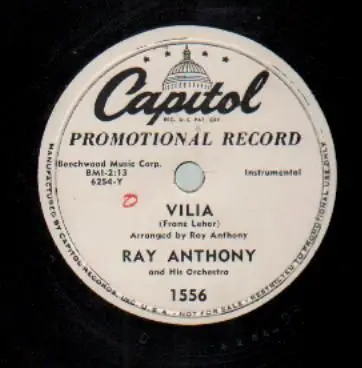 Capitol
REG. U.S. PAT. OFF.
PROMOTIONAL RECORD
Beechwood Music Corp.
BMI-2:13
6254-Y
Instrumental
VILIA
(Franz Lehar)
Arranged by Ray Anthony
RAY ANTHONY
and His Orchestra
1556
MANUFACTURED BY CAPITOL RECORDS, INC. U.S.A. - NOT FOR SALE - RESTRICTED TO PROMOTIONAL USE ONLY